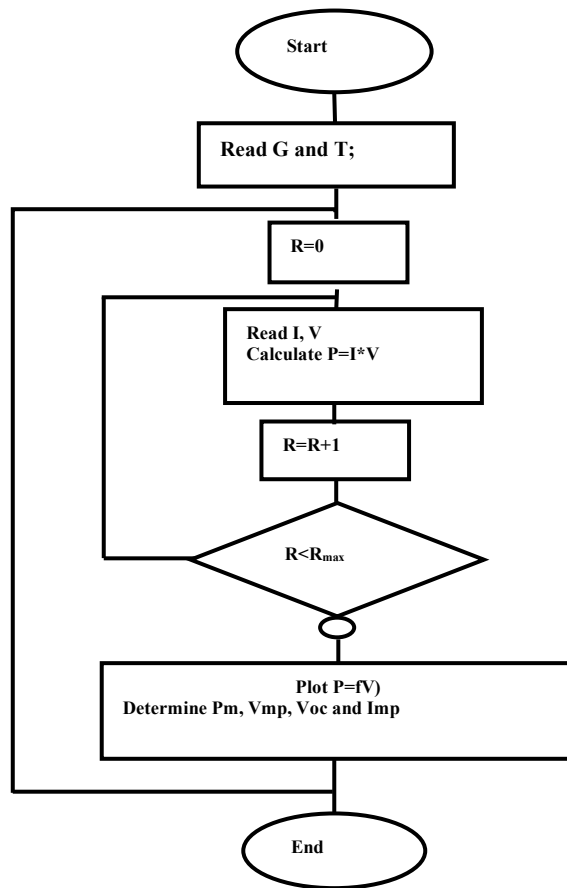 Start
Read G and T;
R=0
Read I, V
Calculate P=I*V
R=R+1
R<Rmax
Plot P=fV)
Determine Pm, Vmp, Voc and Imp
End